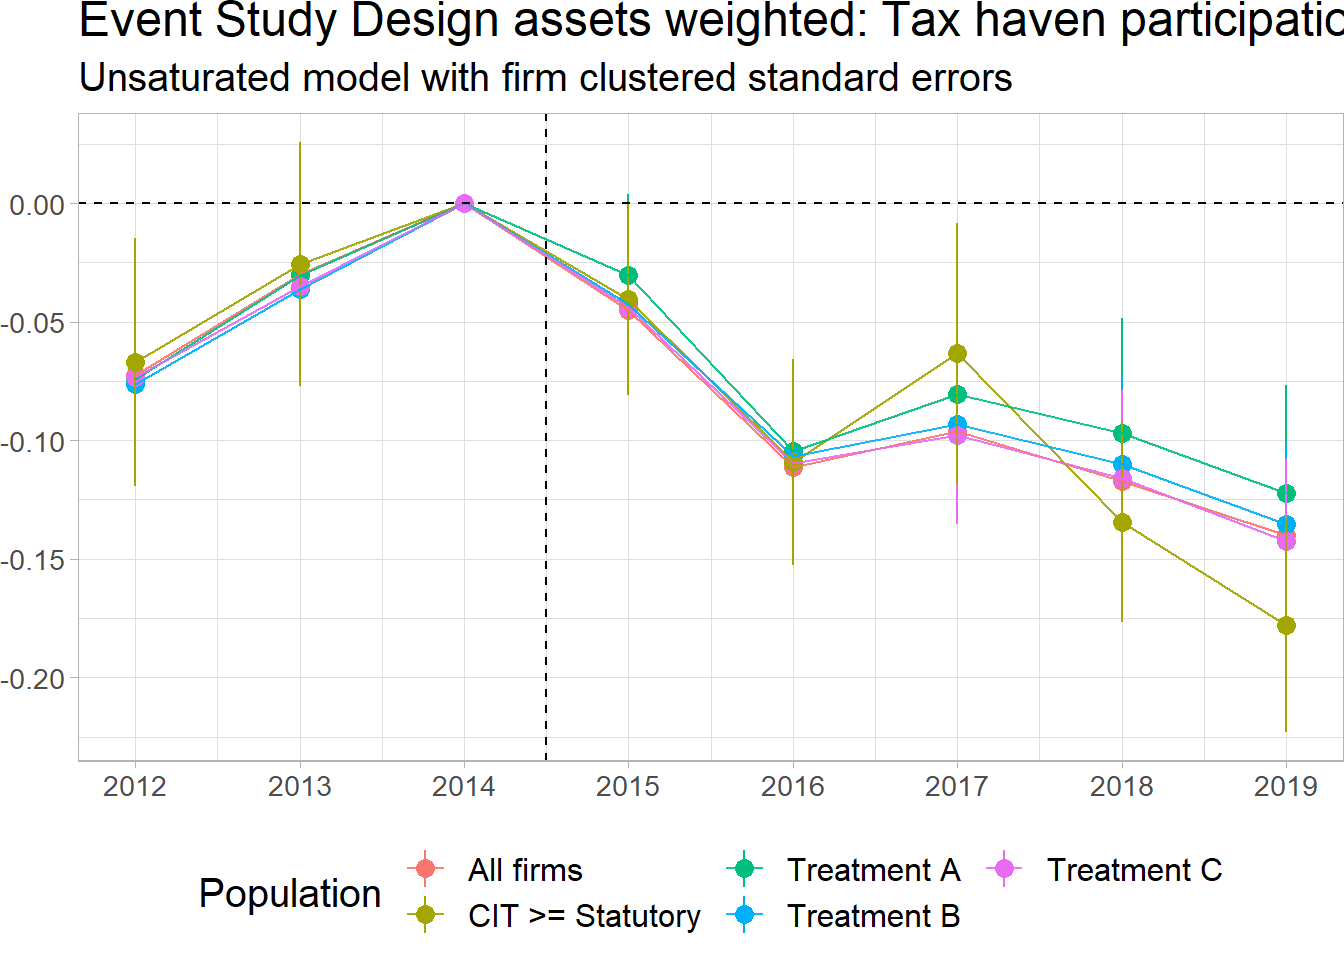 Event Study Design assets weighted: Tax haven participatio
Unsaturated model with firm clustered standard errors
0.00
-0.05
-0.10
-0.15
-0.20
2012 2013 2014 2015 2016 2017 2018 2019
Population
All firms
Treatment A
Treatment C
CIT >= Statutory
Treatment B